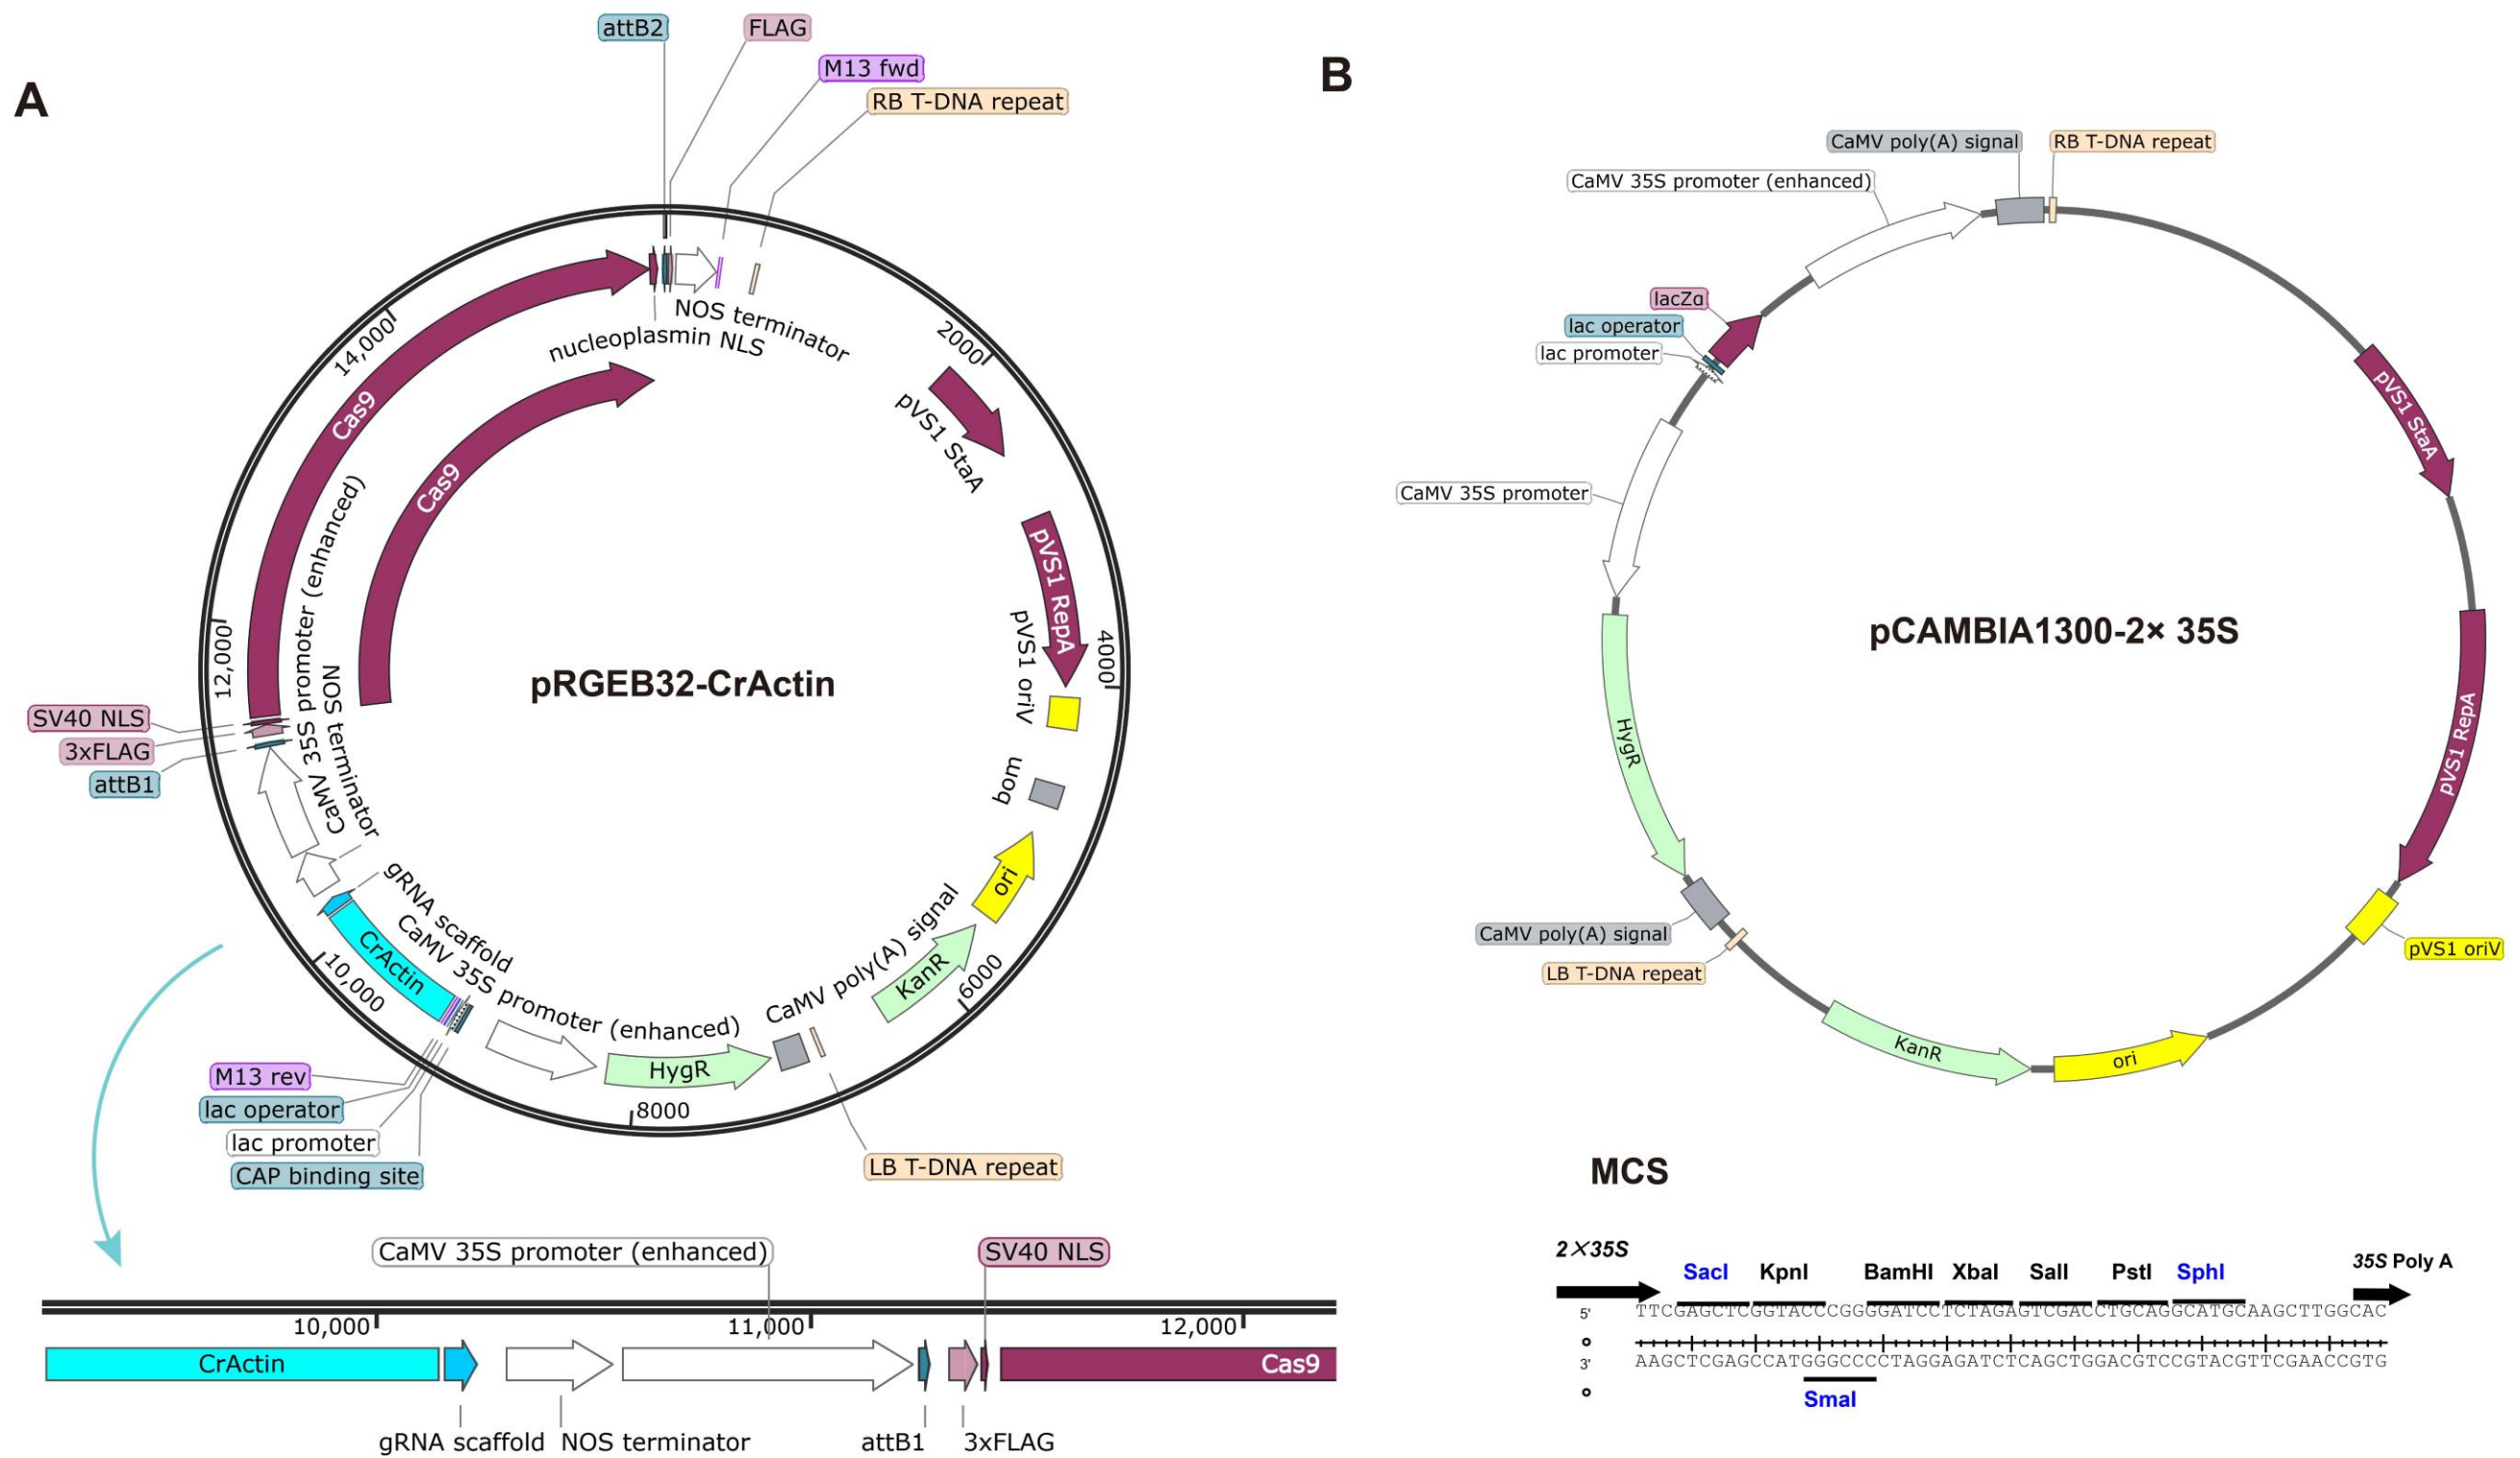 A
attB2
FLAG
M13 fwd
RB T-DNA repeat
NOS terminator
nucleoplasmin NLS
2000
pVS1 StaA
pVS1 RepA
4000
pVS1 oriV
bom
ori
KanR
6000
CaMV poly(A) signal
LB T-DNA repeat
HygR
8000
CaMV 35S promoter (enhanced)
CAP binding site
lac promoter
lac operator
M13 rev
CrActin
10,000
gRNA scaffold
NOS terminator
CaMV 35S promoter (enhanced)
attB1
3xFLAG
SV40 NLS
12,000
Cas9
14,000
Cas9
pRGEB32-CrActin
CaMV 35S promoter (enhanced)
SV40 NLS
10,000
11,000
12,000
CrActin
Cas9
gRNA scaffold
NOS terminator
attB1
3xFLAG
B
CaMV poly(A) signal
RB T-DNA repeat
CaMV 35S promoter (enhanced)
lacZα
lac operator
lac promoter
CaMV 35S promoter
pVS1 StaA
pCAMBIA1300-2× 35S
HygR
pVS1 RepA
CaMV poly(A) signal
LB T-DNA repeat
pVS1 oriV
KanR
ori
MCS
2×35S
35S Poly A
SacI KpnI BamHI XbaI SalI PstI SphI
5' TTCGAGCTCGGTACCCGGGGATCCTCTAGAGTCGACCTGCAGGCATGCAAGCTTGGCAC
3' AAGCTCGAGCCATGGGCCCCTAGGAGATCTCAGCTGGACGTCCGTACGTTCGAACCGTG
SmaI